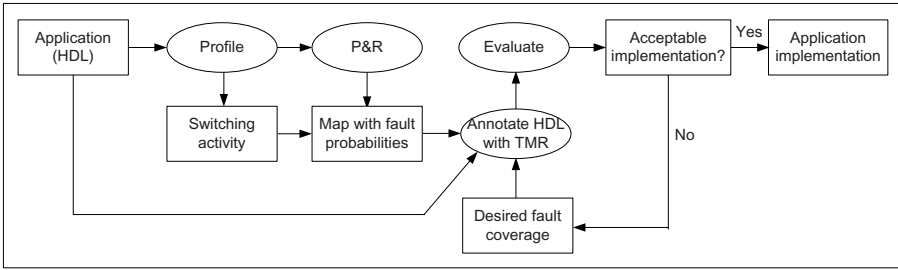 Application
(HDL)
Profile
P&R
Evaluate
Acceptable
implementation?
Yes
Application
implementation
Switching
activity
Map with fault
probabilities
Annotate HDL
with TMR
No
Desired fault
coverage